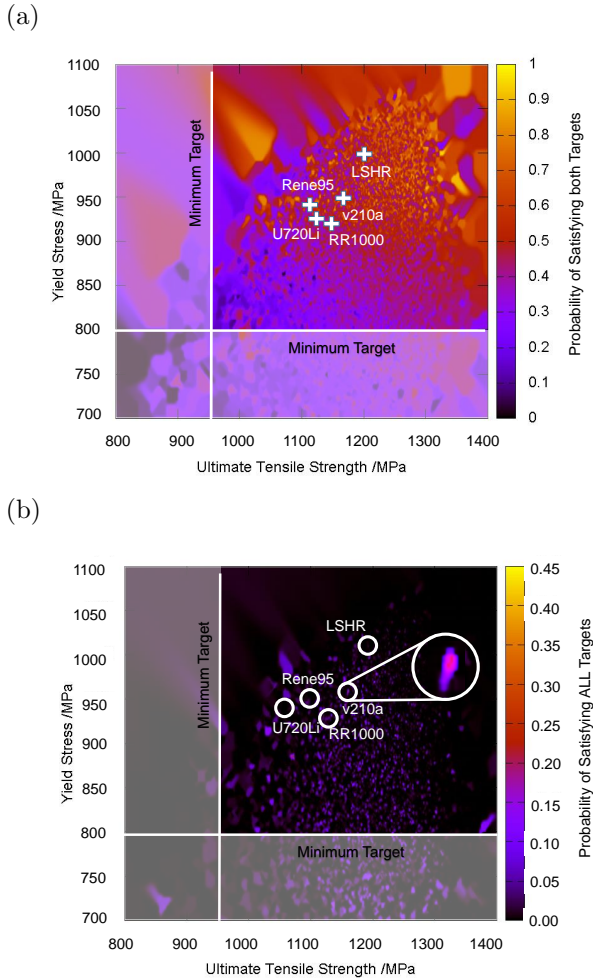 (a)
1100
1050
1000
950
900
850
800
750
700
Yield Stress /MPa
Minimum Target
LSHR
Rene95
v210a
U720Li
RR1000
Minimum Target
800
900
1000
1100
1200
1300
1400
Ultimate Tensile Strength /MPa
1
0.9
0.8
0.7
0.6
0.5
0.4
0.3
0.2
0.1
0
Probability of Satisfying both Targets
(b)
1100
1050
1000
950
900
850
800
750
700
Yield Stress /MPa
Minimum Target
LSHR
Rene95
v210a
U720Li
RR1000
Minimum Target
800
900
1000
1100
1200
1300
1400
Ultimate Tensile Strength /MPa
0.45
0.40
0.35
0.30
0.25
0.20
0.15
0.10
0.05
0.00
Probability of Satisfying ALL Targets